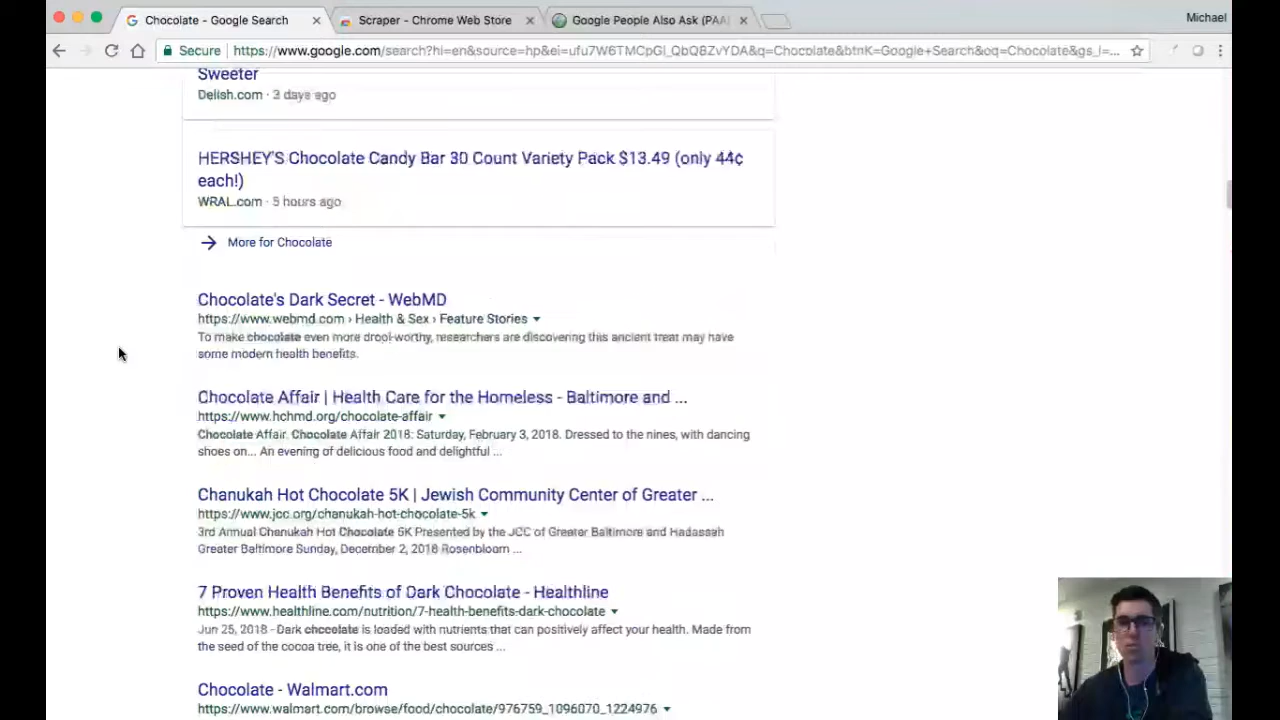 Chocolate - Google Search
Scraper - Chrome Web Store
Google People Also Ask (PAA)
Michael
Secure
https://www.google.com/search?hl=en&source=hp&ei=ufu7W6TMCpGl_QbQBZvYDA&q=Chocolate&btnK=Google+Search&oq=Chocolate&gs_l=...
Sweeter
Delish.com · 3 days ago
HERSHEY'S Chocolate Candy Bar 30 Count Variety Pack $13.49 (only 44¢
each!)
WRAL.com · 5 hours ago
More for Chocolate
Chocolate's Dark Secret - WebMD
https://www.webmd.com › Health & Sex › Feature Stories
To make chocolate even more drool-worthy, researchers are discovering this ancient treat may have
some modern health benefits.
Chocolate Affair | Health Care for the Homeless - Baltimore and ...
https://www.hchmd.org/chocolate-affair
Chocolate Affair. Chocolate Affair 2018: Saturday, February 3, 2018. Dressed to the nines, with dancing
shoes on... An evening of delicious food and delightful ...
Chanukah Hot Chocolate 5K | Jewish Community Center of Greater ...
https://www.jcc.org/chanukah-hot-chocolate-5k
3rd Annual Chanukah Hot Chocolate 5K Presented by the JCC of Greater Baltimore and Hadassah
Greater Baltimore Sunday, December 2, 2018 Rosenbloom ...
7 Proven Health Benefits of Dark Chocolate - Healthline
https://www.healthline.com/nutrition/7-health-benefits-dark-chocolate
Jun 25, 2018 - Dark chocolate is loaded with nutrients that can positively affect your health. Made from
the seed of the cocoa tree, it is one of the best sources ...
Chocolate - Walmart.com
https://www.walmart.com/browse/food/chocolate/976759_1096070_1224976